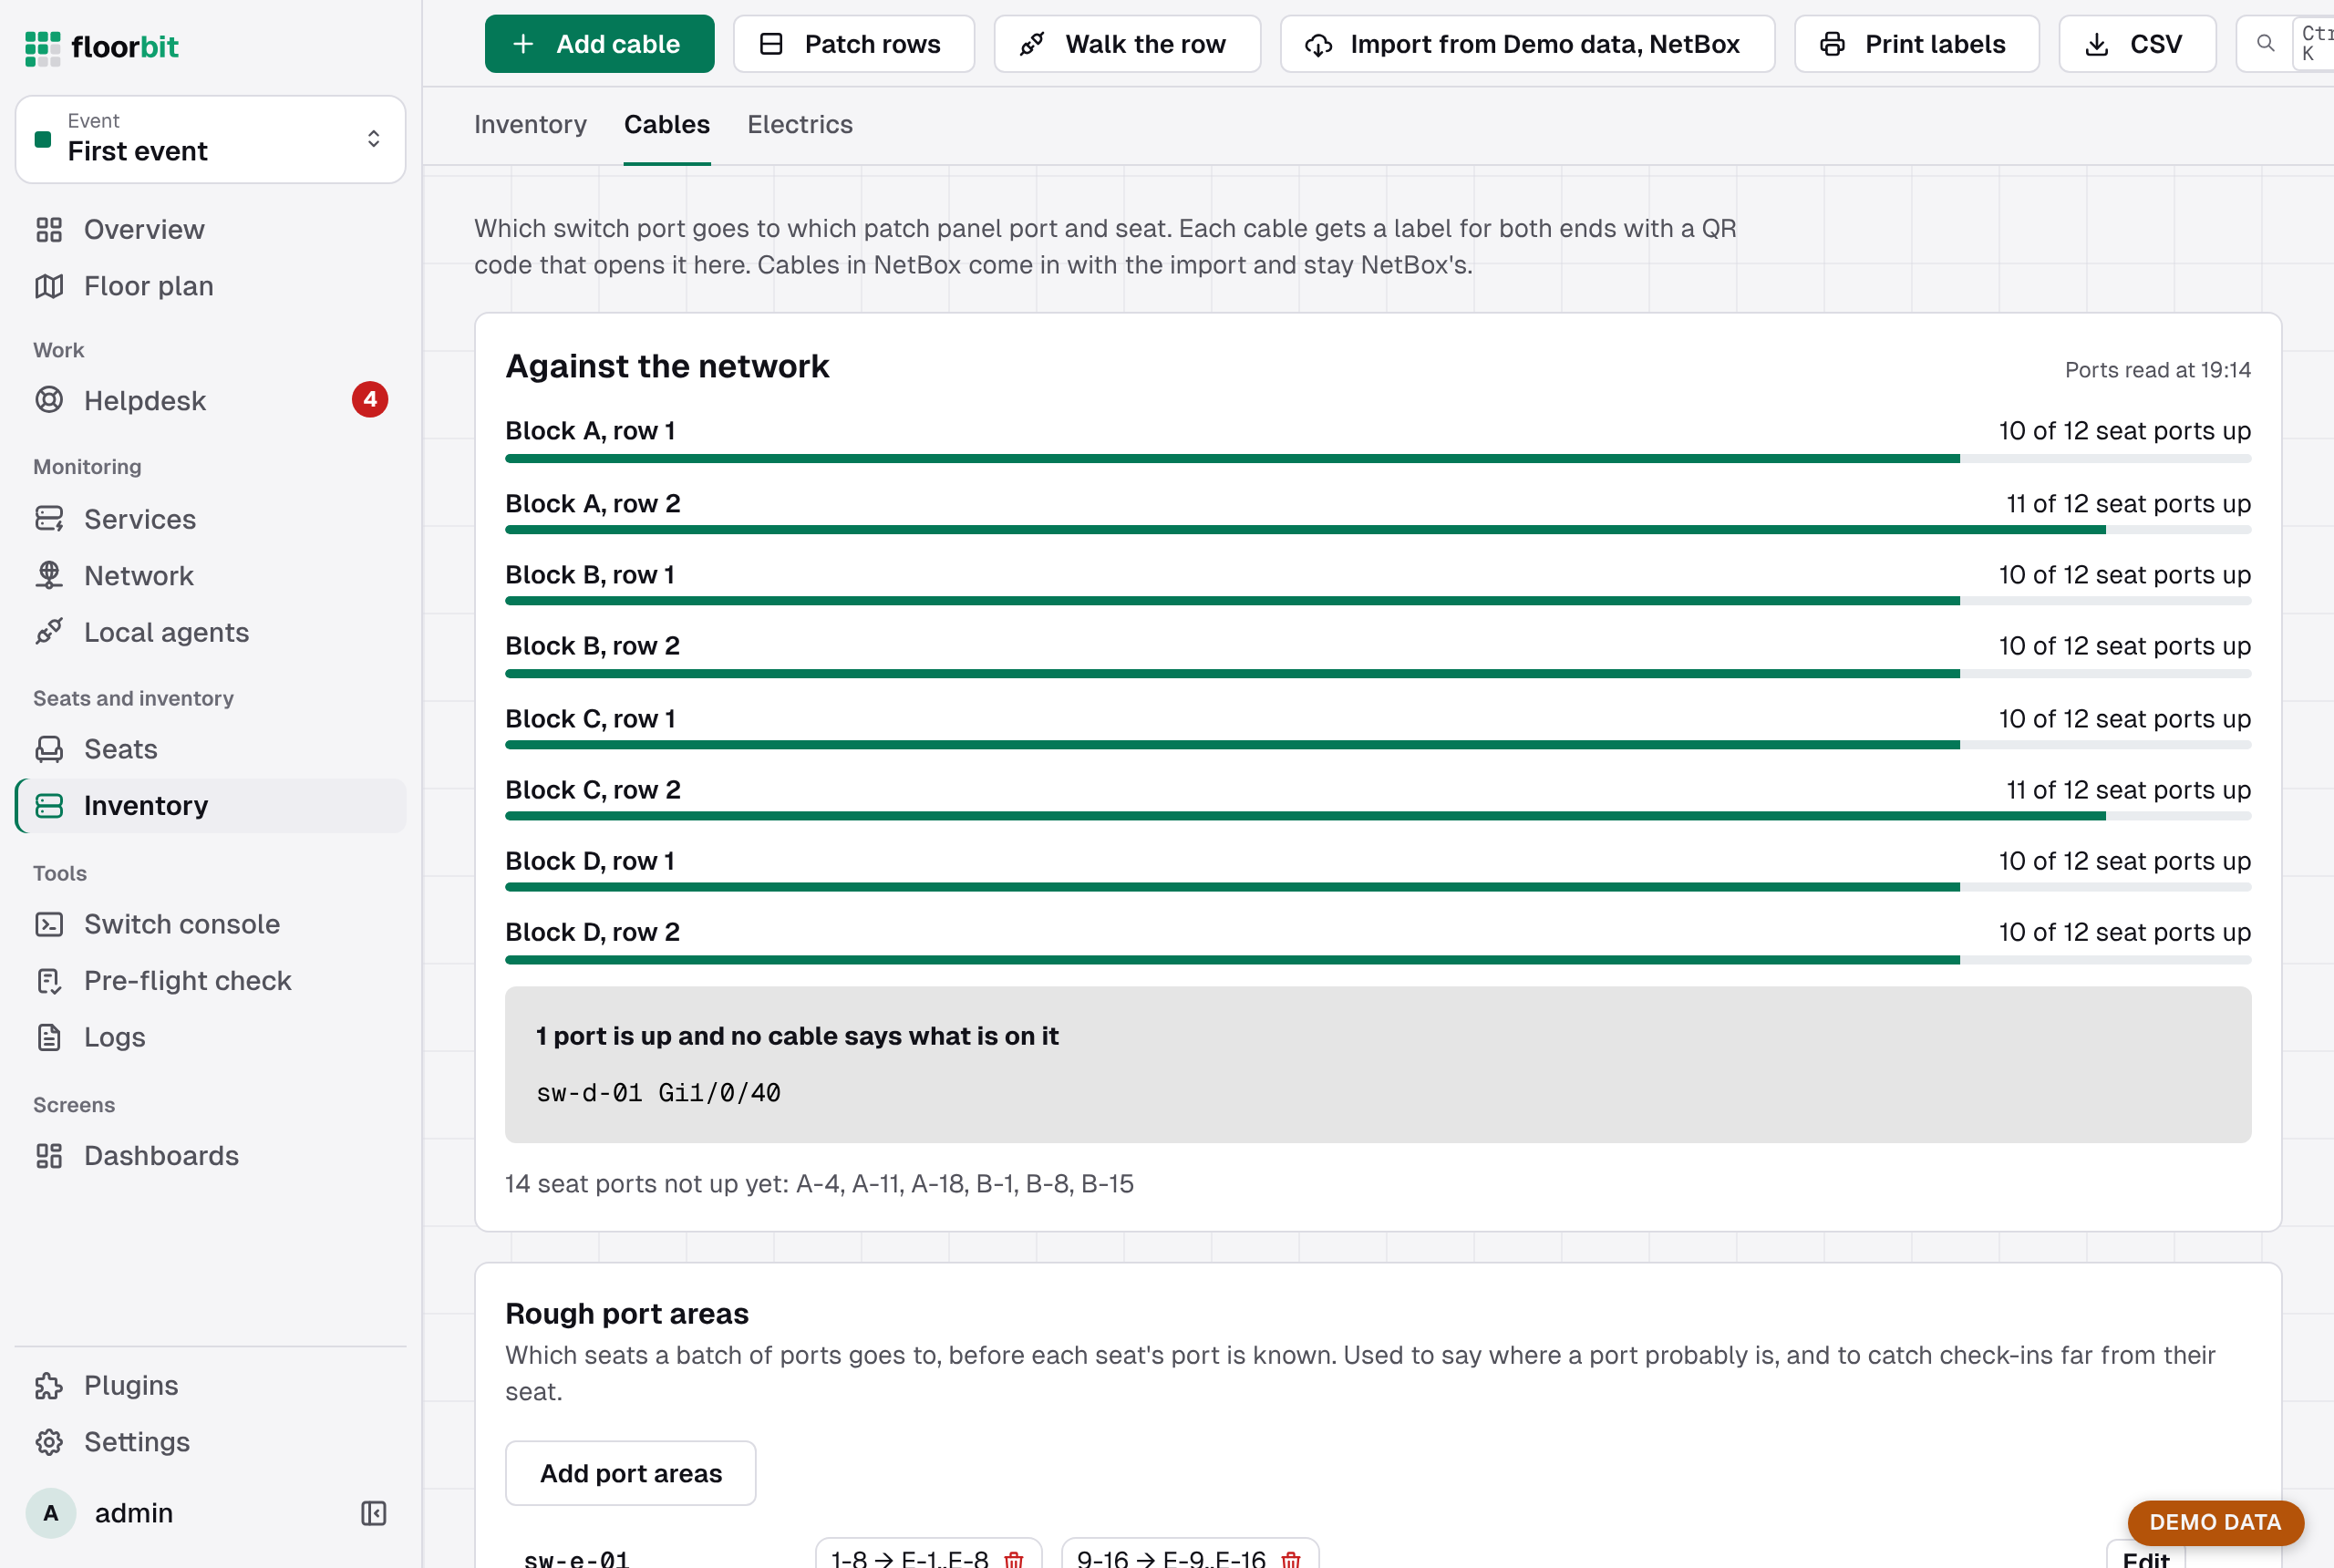 floorbit
Event
First event
Overview
Floor plan
Work
Helpdesk
4
Monitoring
Services
Network
Local agents
Seats and inventory
Seats
Inventory
Tools
Switch console
Pre-flight check
Logs
Screens
Dashboards
Plugins
Settings
A
admin
Add cable
Patch rows
Walk the row
Import from Demo data, NetBox
Print labels
CSV
K
Inventory
Cables
Electrics
Which switch port goes to which patch panel port and seat. Each cable gets a label for both ends with a QR
code that opens it here. Cables in NetBox come in with the import and stay NetBox's.
Against the network
Ports read at 19:14
Block A, row 1
10 of 12 seat ports up
Block A, row 2
11 of 12 seat ports up
Block B, row 1
10 of 12 seat ports up
Block B, row 2
10 of 12 seat ports up
Block C, row 1
10 of 12 seat ports up
Block C, row 2
11 of 12 seat ports up
Block D, row 1
10 of 12 seat ports up
Block D, row 2
10 of 12 seat ports up
1 port is up and no cable says what is on it
sw-d-01 Gi1/0/40
14 seat ports not up yet: A-4, A-11, A-18, B-1, B-8, B-15
Rough port areas
Which seats a batch of ports goes to, before each seat's port is known. Used to say where a port probably is, and to catch check-ins far from their
seat.
Add port areas
sw-e-01
1-8 → E-1..E-8
9-16 → E-9..E-16
Edit
DEMO DATA